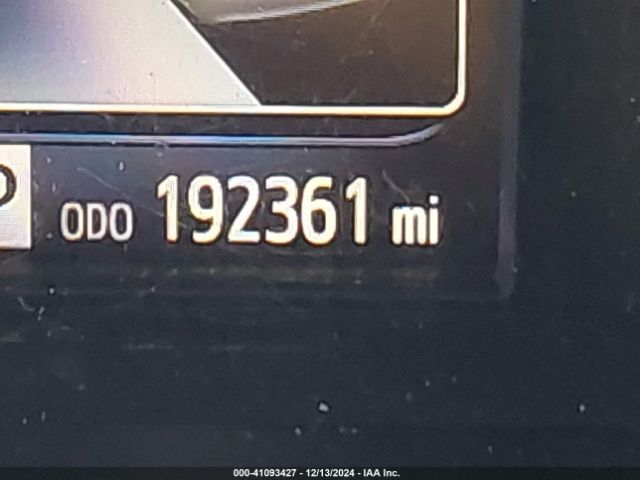 ODO 192361 mi
000-41093427 - 12/13/2024 - IAA Inc.